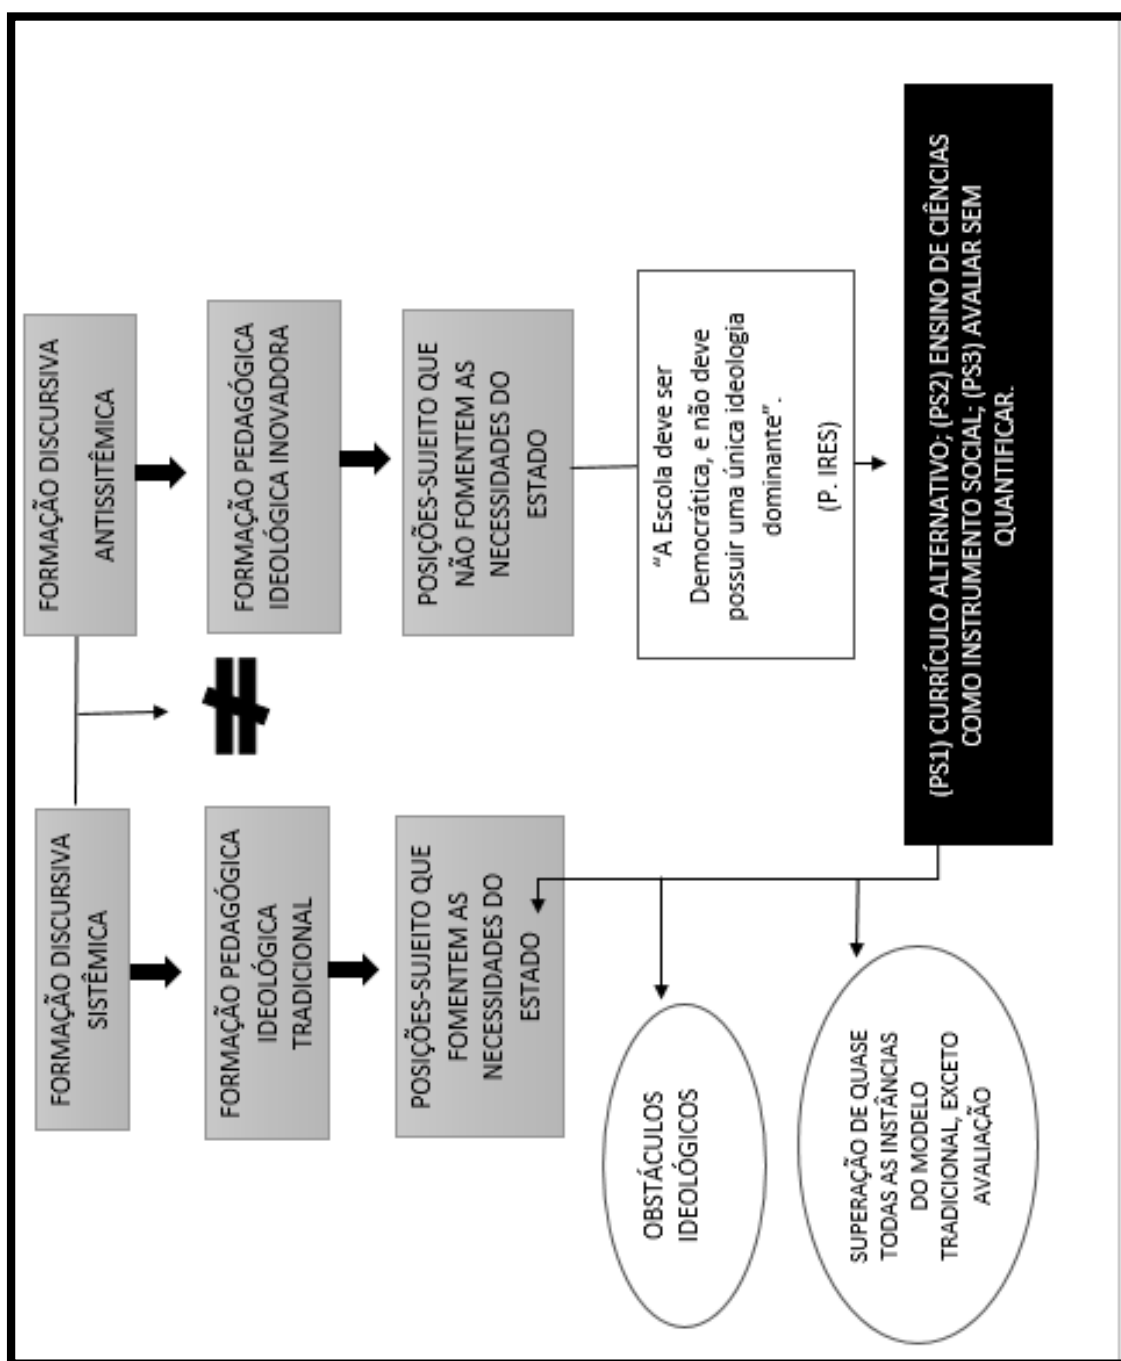 FORMAÇÃO DISCURSIVA
SISTÊMICA
FORMAÇÃO DISCURSIVA
ANTISSITÊMICA
FORMAÇÃO PEDAGÓGICA
IDEOLÓGICA
TRADICIONAL
≠
FORMAÇÃO PEDAGÓGICA
IDEOLÓGICA INOVADORA
POSIÇÕES-SUJEITO QUE
FOMENTEM AS
NECESSIDADES DO
ESTADO
POSIÇÕES-SUJEITO QUE
NÃO FOMENTEM AS
NECESSIDADES DO
ESTADO
“A Escola deve ser
Democrática, e não deve
possuir uma única ideologia
dominante”.
(P. IRES)
OBSTÁCULOS
IDEOLÓGICOS
SUPERAÇÃO DE QUASE
TODAS AS INSTÂNCIAS
DO MODELO
TRADICIONAL, EXCETO
AVALIAÇÃO
(PS1) CURRÍCULO ALTERNATIVO; (PS2) ENSINO DE CIÊNCIAS
COMO INSTRUMENTO SOCIAL; (PS3) AVALIAR SEM
QUANTIFICAR.